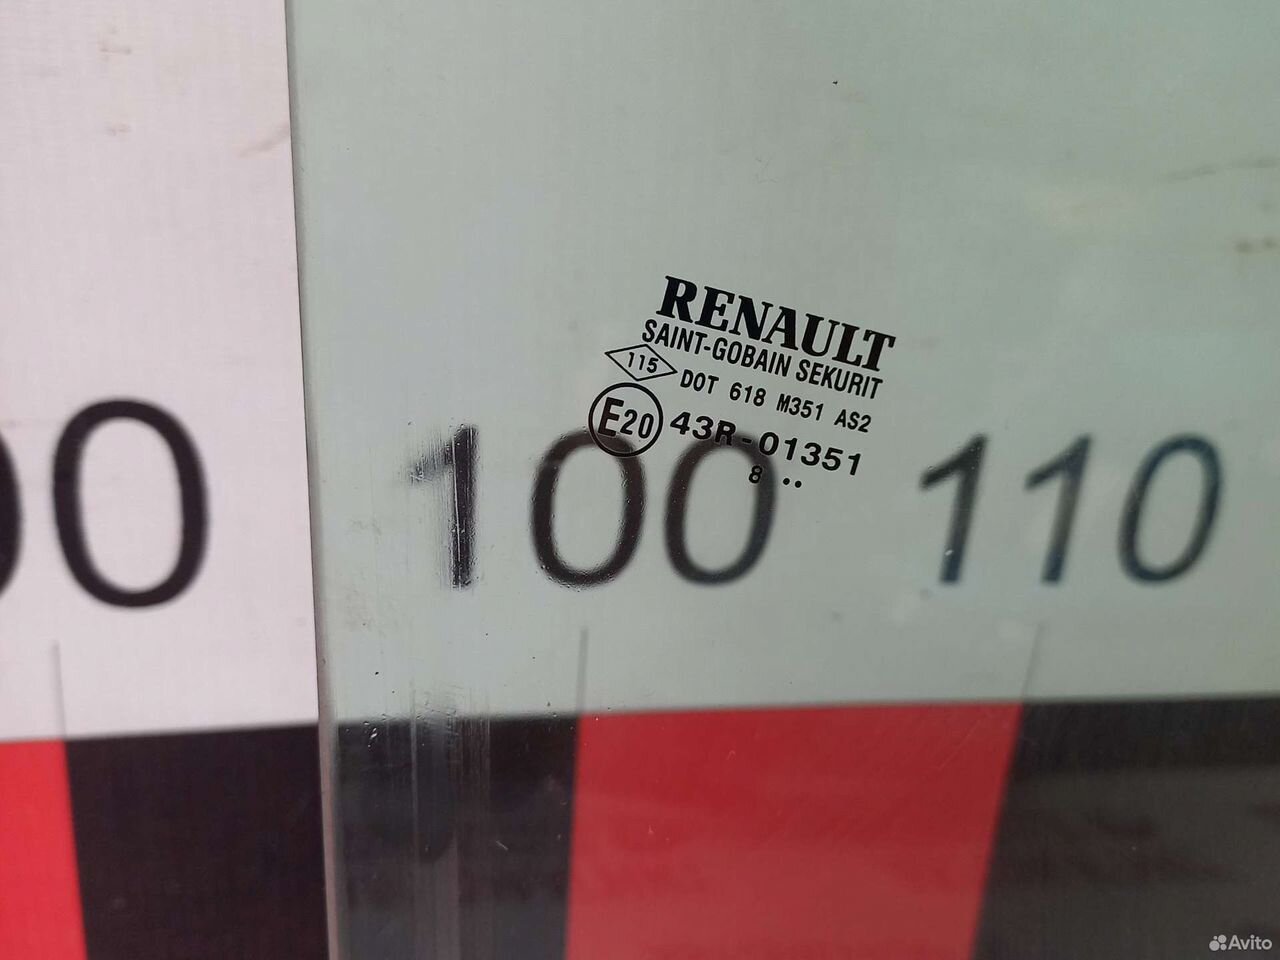 RENAULT
SAINT-GOBAIN SEKURIT
115 DOT 618 M351 AS2
E20 43R-01351
8 ..
00 100 110
Avito